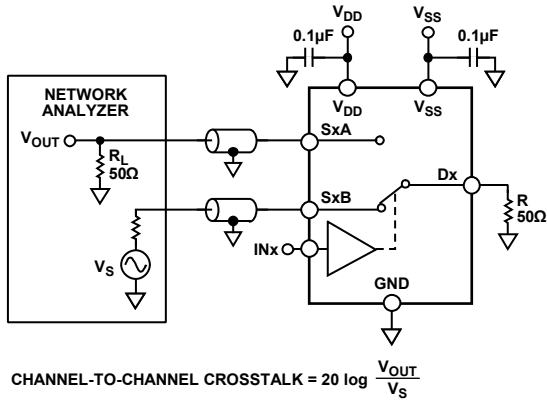 VDD
VSS
0.1µF
0.1µF
NETWORK
ANALYZER
VDD
VSS
VOUT
SxA
RL
50Ω
Dx
SxB
R
50Ω
INx
VS
GND
CHANNEL-TO-CHANNEL CROSSTALK = 20 log VOUT/VS